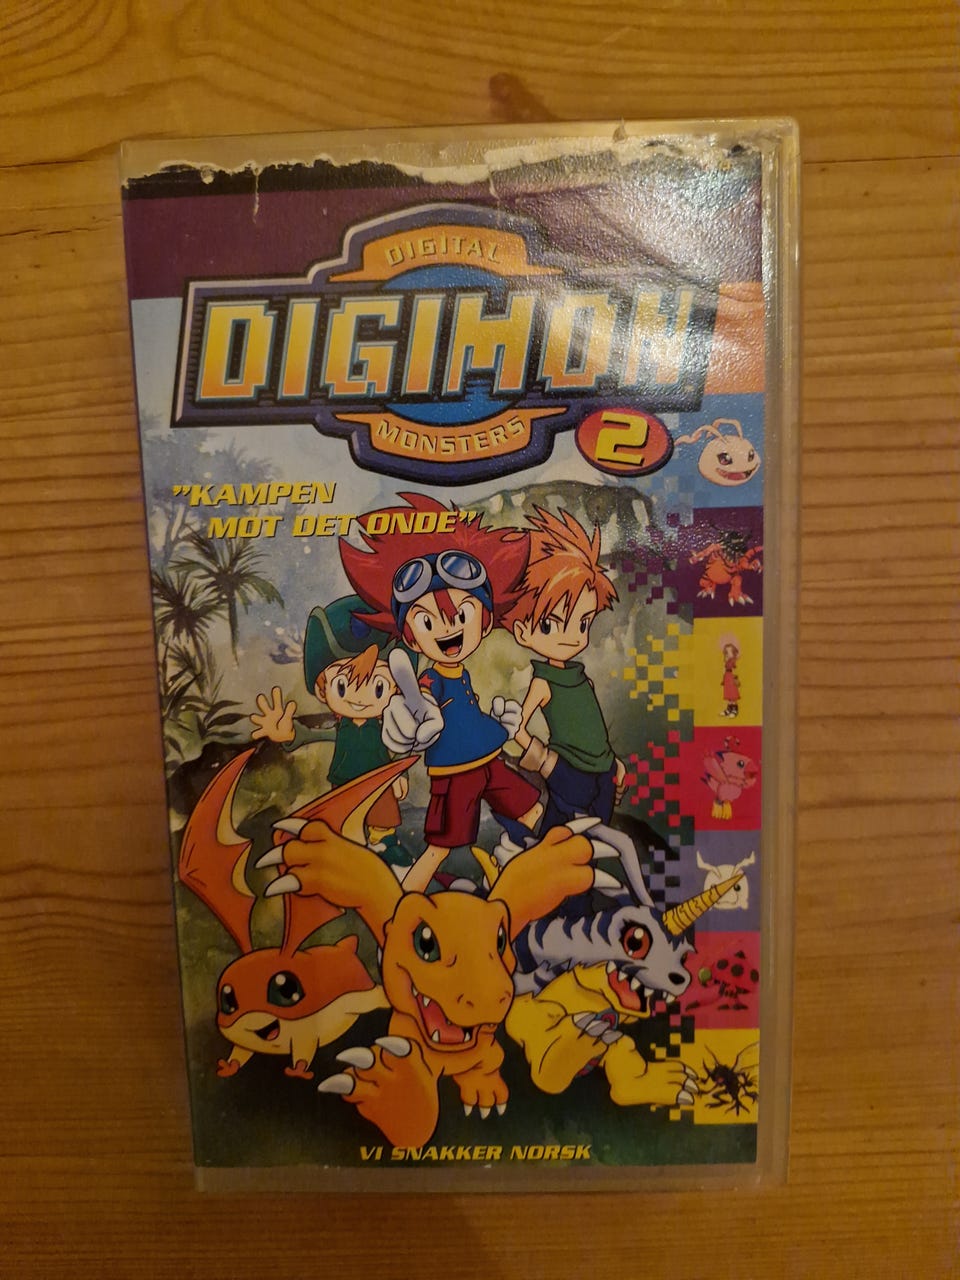 DIGITAL
DIGIMON
MONSTERS
2
"KAMPEN
MOT DET ONDE"
VI SNAKKER NORSK